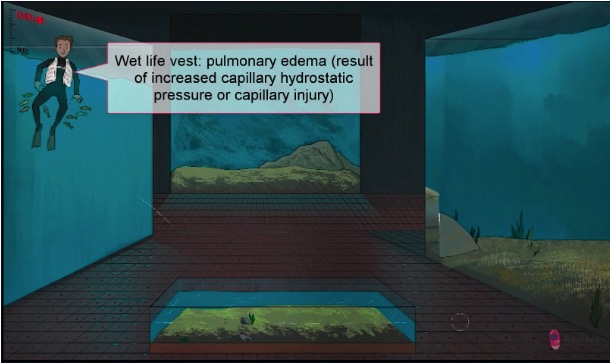 Wet life vest: pulmonary edema (result
of increased capillary hydrostatic
pressure or capillary injury)